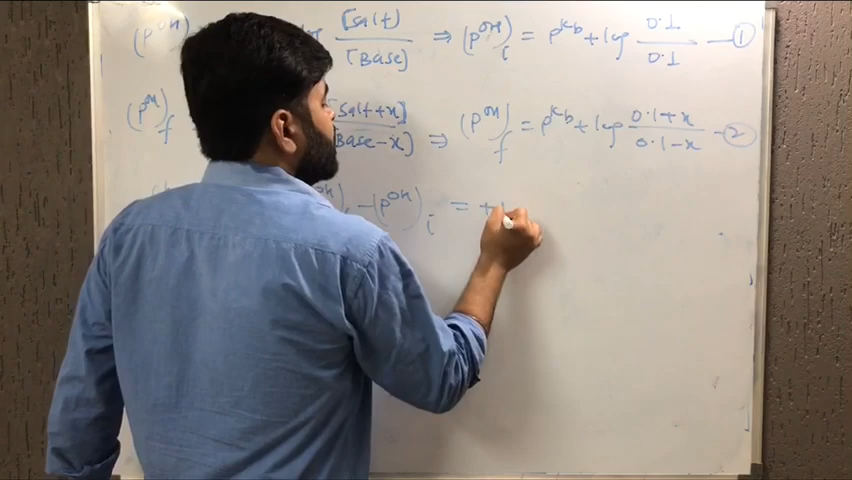 (pOH) [Salt] / [Base] ⇒ (pOH)i = pKb + log 0.1 / 0.1 — ①
(pOH)f [Salt+x] / [Base-x] ⇒ (pOH)f = pKb + log 0.1+x / 0.1-x — ②
- (pOH)i = +